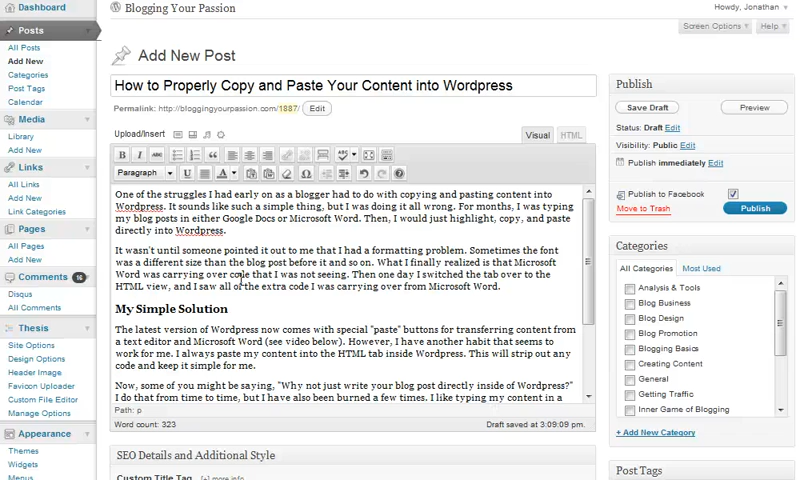 Dashboard
Blogging Your Passion
Howdy, Jonathan
Screen Options
Help
Posts
All Posts
Add New
Categories
Post Tags
Calendar
Media
Library
Add New
Links
All Links
Add New
Link Categories
Pages
All Pages
Add New
Comments 16
Disqus
All Comments
Thesis
Site Options
Design Options
Header Image
Favicon Uploader
Custom File Editor
Manage Options
Appearance
Themes
Widgets
Menus
Add New Post
How to Properly Copy and Paste Your Content into Wordpress
Permalink: http://bloggingyourpassion.com/1887/ Edit
Upload/Insert
Visual
HTML
B I ABC
Paragraph U A
One of the struggles I had early on as a blogger had to do with copying and pasting content into
Wordpress. It sounds like such a simple thing, but I was doing it all wrong. For months, I was typing
my blog posts in either Google Docs or Microsoft Word. Then, I would just highlight, copy, and paste
directly into Wordpress.
It wasn't until someone pointed it out to me that I had a formatting problem. Sometimes the font
was a different size than the blog post before it and so on. What I finally realized is that Microsoft
Word was carrying over code that I was not seeing. Then one day I switched the tab over to the
HTML view, and I saw all of the extra code I was carrying over from Microsoft Word.
My Simple Solution
The latest version of Wordpress now comes with special "paste" buttons for transferring content from
a text editor and Microsoft Word (see video below). However, I have another habit that seems to
work for me. I always paste my content into the HTML tab inside Wordpress. This will strip out any
code and keep it simple for me.
Now, some of you might be saying, "Why not just write your blog post directly inside of Wordpress?"
I do that from time to time, but I have also been burned a few times. I like typing my content in a
Path: p
Word count: 323
Draft saved at 3:09:09 pm.
SEO Details and Additional Style
Custom Title Tag [+] more info
Publish
Save Draft
Preview
Status: Draft Edit
Visibility: Public Edit
Publish immediately Edit
Publish to Facebook
Move to Trash
Publish
Categories
All Categories
Most Used
Analysis & Tools
Blog Business
Blog Design
Blog Promotion
Blogging Basics
Creating Content
General
Getting Traffic
Inner Game of Blogging
+ Add New Category
Post Tags